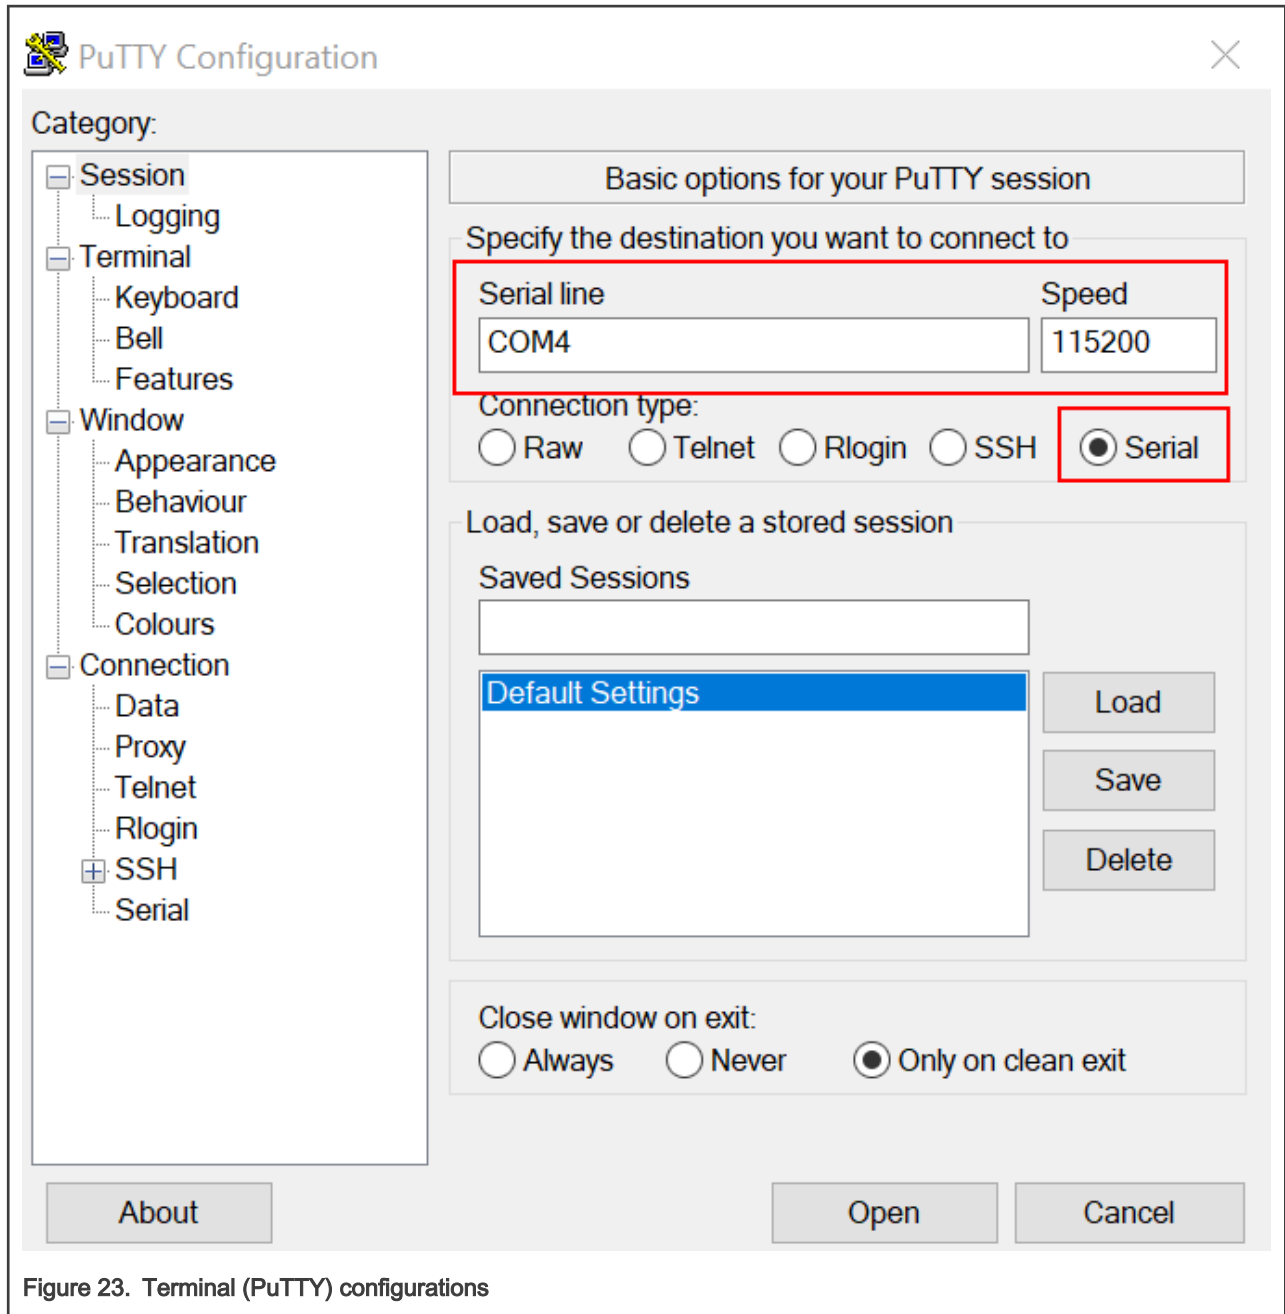 PuTTY Configuration
Category:
Session
Logging
Terminal
Keyboard
Bell
Features
Window
Appearance
Behaviour
Translation
Selection
Colours
Connection
Data
Proxy
Telnet
Rlogin
SSH
Serial
Basic options for your PuTTY session
Specify the destination you want to connect to
Serial line Speed
COM4 115200
Connection type:
Raw Telnet Rlogin SSH Serial
Load, save or delete a stored session
Saved Sessions
Default Settings
Load
Save
Delete
Close window on exit:
Always Never Only on clean exit
About Open Cancel
Figure 23. Terminal (PuTTY) configurations